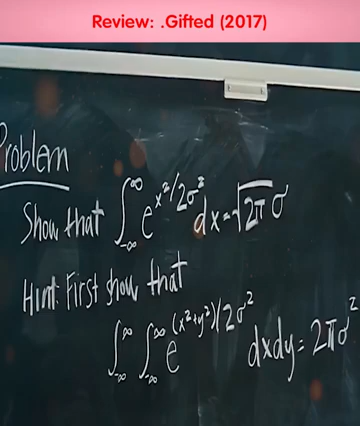 Review: .Gifted (2017)
Problem
Show that ∫_{-∞}^{∞} e^{x²/2σ²} dx = √2π σ
Hint: First show that
∫_{-∞}^{∞} ∫_{-∞}^{∞} e^{(x²+y²)/2σ²} dxdy = 2πσ²